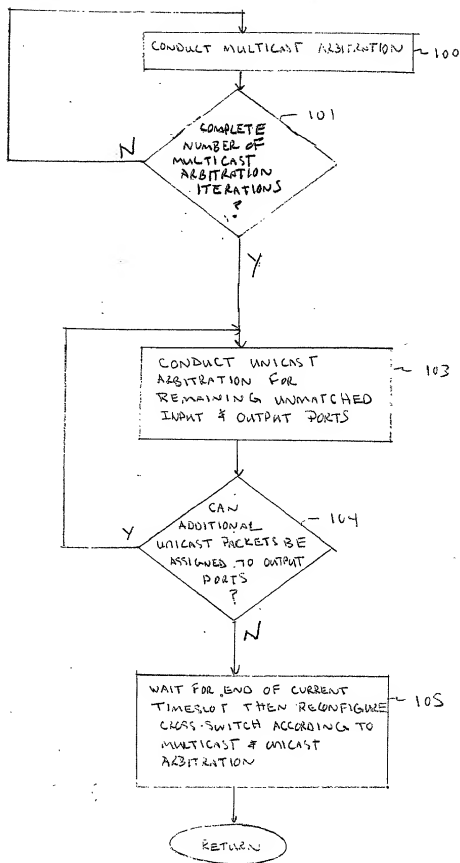 CONDUCT MULTICAST ARBITRATION
100
101
COMPLETE
NUMBER OF
MULTICAST
ARBITRATION
ITERATIONS
?
N
Y
CONDUCT UNICAST
ARBITRATION FOR
REMAINING UNMATCHED
INPUT & OUTPUT PORTS
103
CAN
ADDITIONAL
UNICAST PACKETS BE
ASSIGNED TO OUTPUT
PORTS
?
104
Y
N
WAIT FOR END OF CURRENT
TIMESLOT THEN RECONFIGURE
CROSS-SWITCH ACCORDING TO
MULTICAST & UNICAST
ARBITRATION
105
RETURN